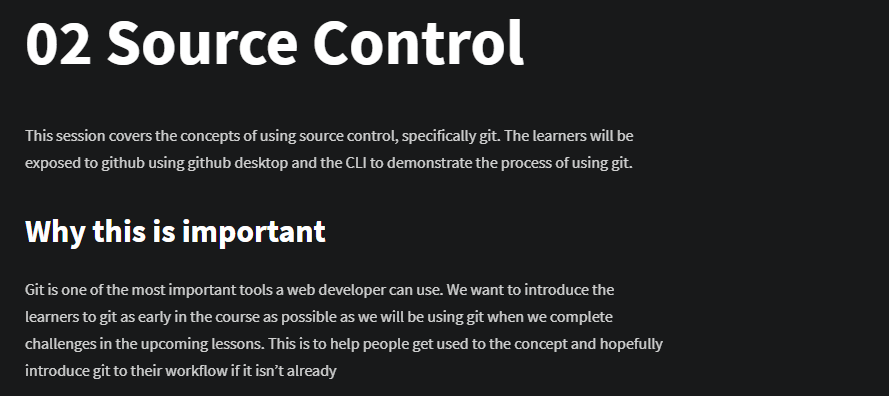 02 Source Control
This session covers the concepts of using source control, specifically git. The learners will be
exposed to github using github desktop and the CLI to demonstrate the process of using git.
Why this is important
Git is one of the most important tools a web developer can use. We want to introduce the
learners to git as early in the course as possible as we will be using git when we complete
challenges in the upcoming lessons. This is to help people get used to the concept and hopefully
introduce git to their workflow if it isn’t already